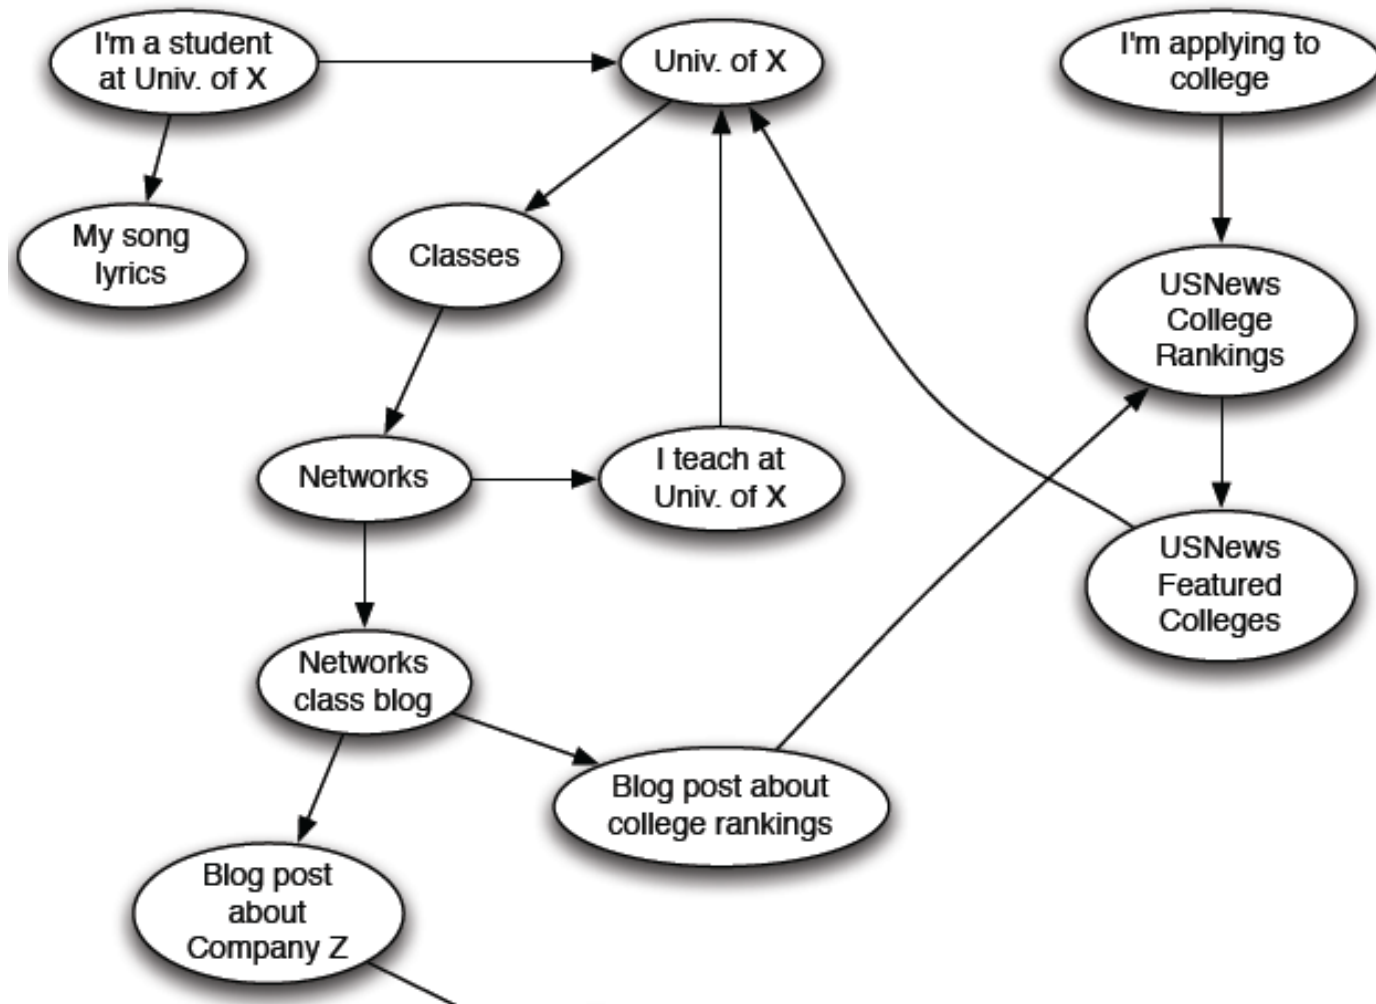 I'm a student
at Univ. of X
Univ. of X
I'm applying to
college
My song
lyrics
Classes
USNews
College
Rankings
Networks
I teach at
Univ. of X
USNews
Featured
Colleges
Networks
class blog
Blog post about
college rankings
Blog post
about
Company Z